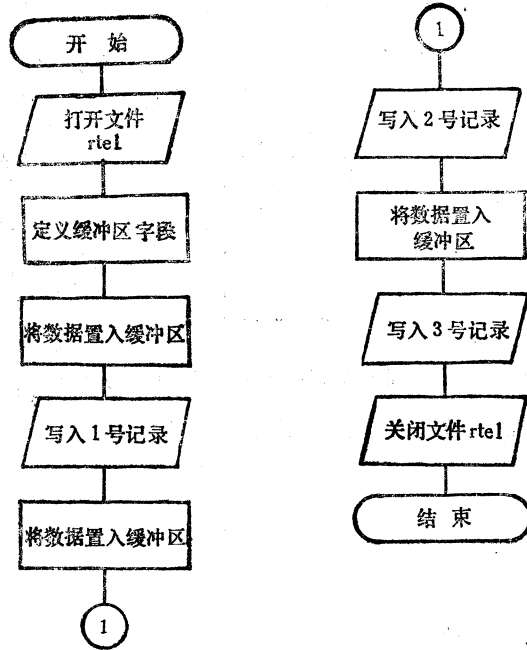 开 始
打开文件
rte1
定义缓冲区字段
将数据置入缓冲区
写入1号记录
将数据置入缓冲区
1
1
写入2号记录
将数据置入
缓冲区
写入3号记录
关闭文件rte1
结 束